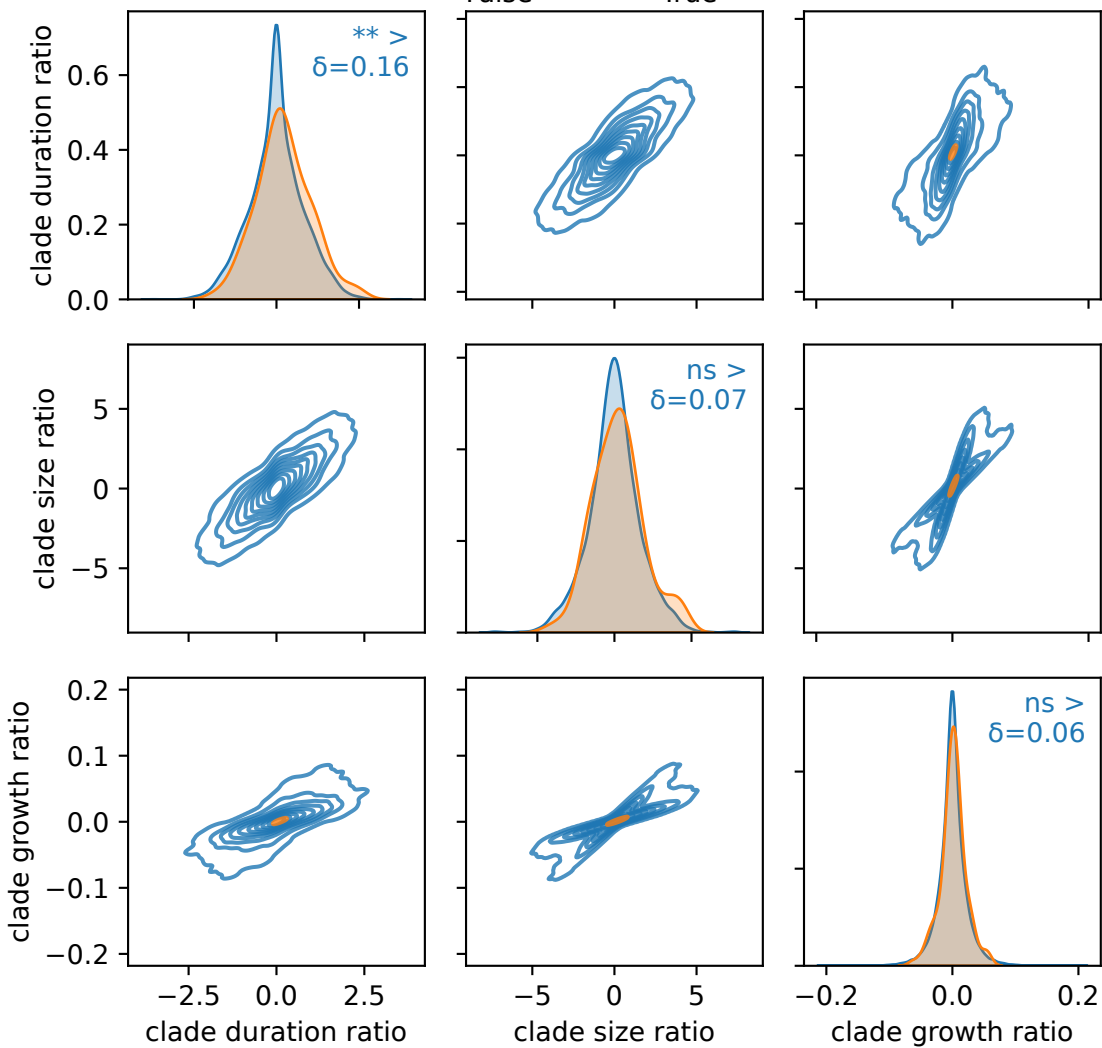 ** >
δ=0.16
clade duration ratio
0.6
0.4
0.2
0.0
ns >
δ=0.07
clade size ratio
5
0
−5
ns >
δ=0.06
clade growth ratio
0.2
0.1
0.0
−0.1
−0.2
−2.5 0.0 2.5
−5 0 5
−0.2 0.0 0.2
clade duration ratio
clade size ratio
clade growth ratio